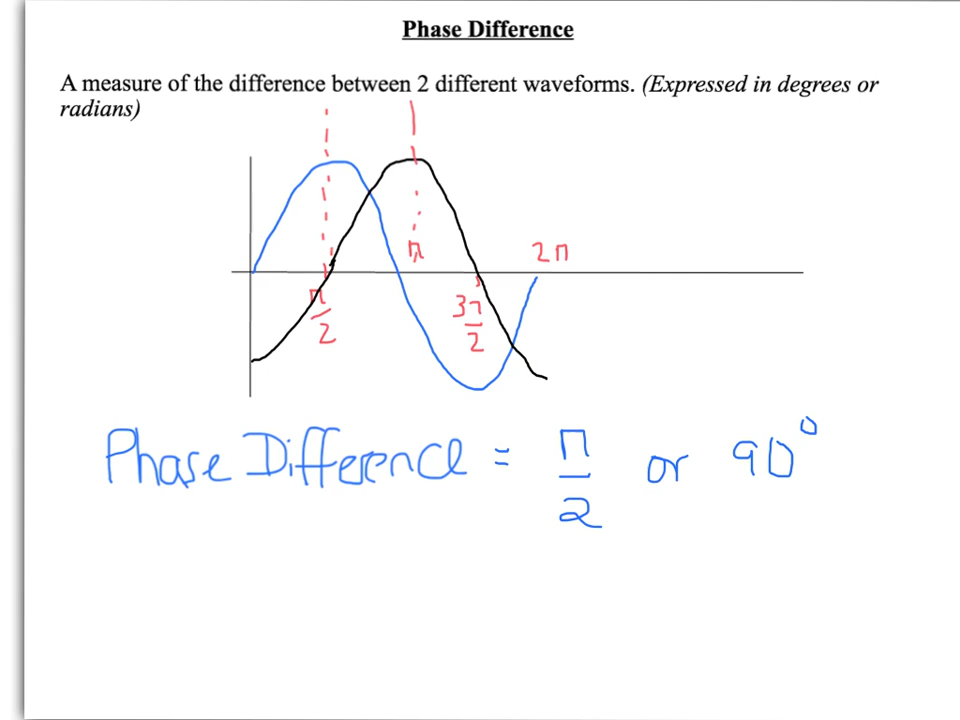 Phase Difference
A measure of the difference between 2 different waveforms. (Expressed in degrees or
radians)
π 2π
π/2 3π/2
Phase Difference = π/2 or 90°